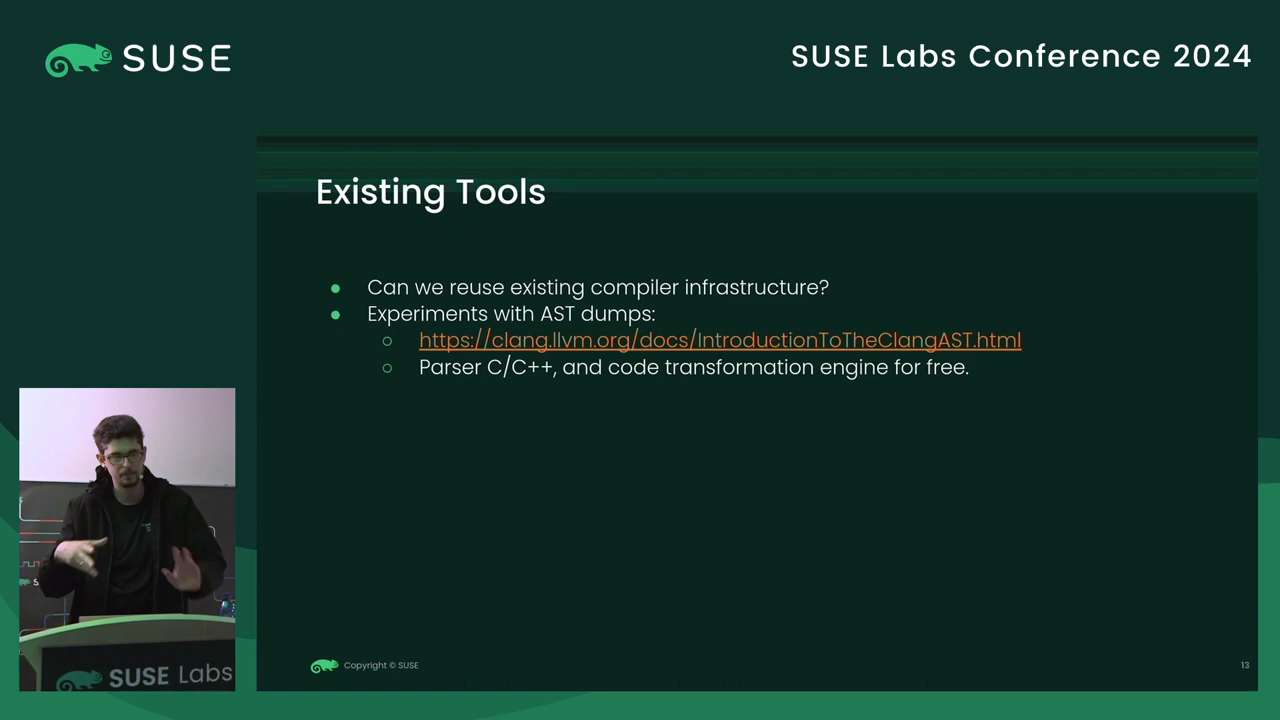 SUSE
SUSE Labs Conference 2024
Existing Tools
● Can we reuse existing compiler infrastructure?
● Experiments with AST dumps:
○ https://clang.llvm.org/docs/IntroductionToTheClangAST.html
○ Parser C/C++, and code transformation engine for free.
SUSE Labs
Copyright © SUSE
13